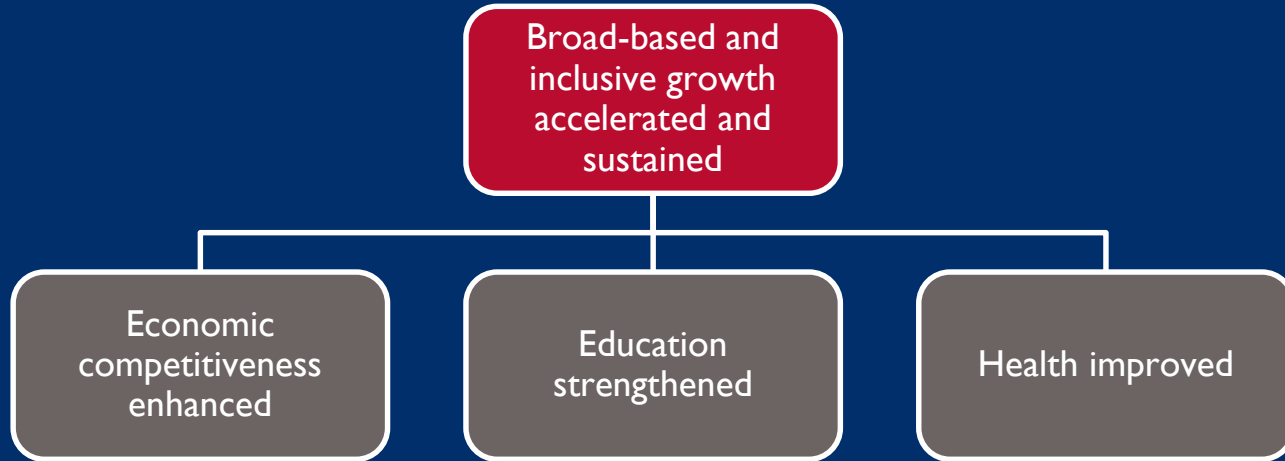 Broad-based and
inclusive growth
accelerated and
sustained
Economic
competitiveness
enhanced
Education
strengthened
Health improved